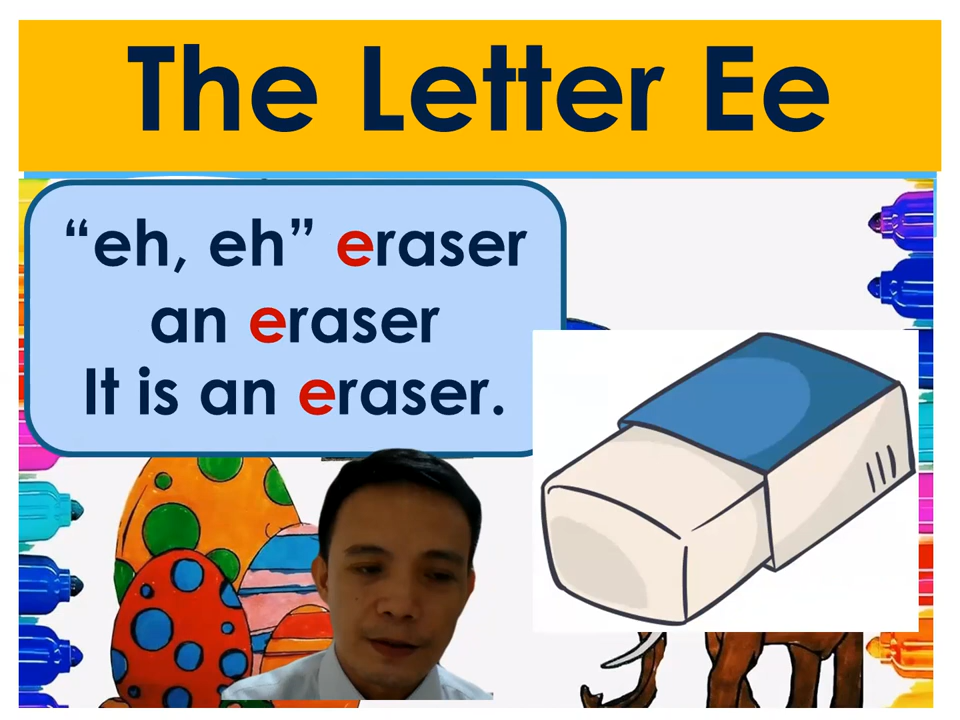 The Letter Ee
“eh, eh” eraser
an eraser
It is an eraser.